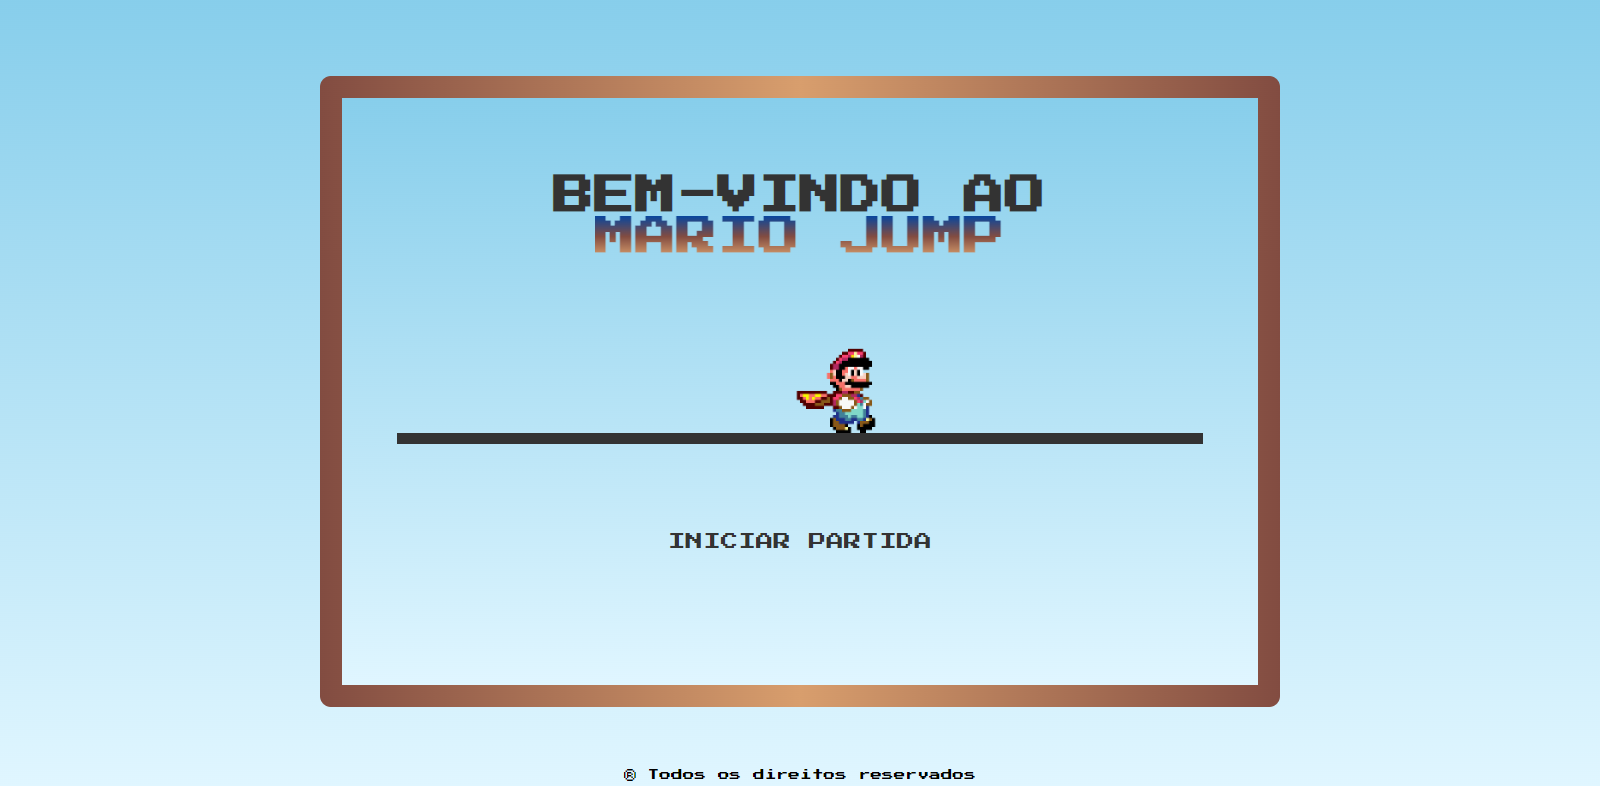 BEM-VINDO AO
MARIO JUMP
INICIAR PARTIDA
® Todos os direitos reservados